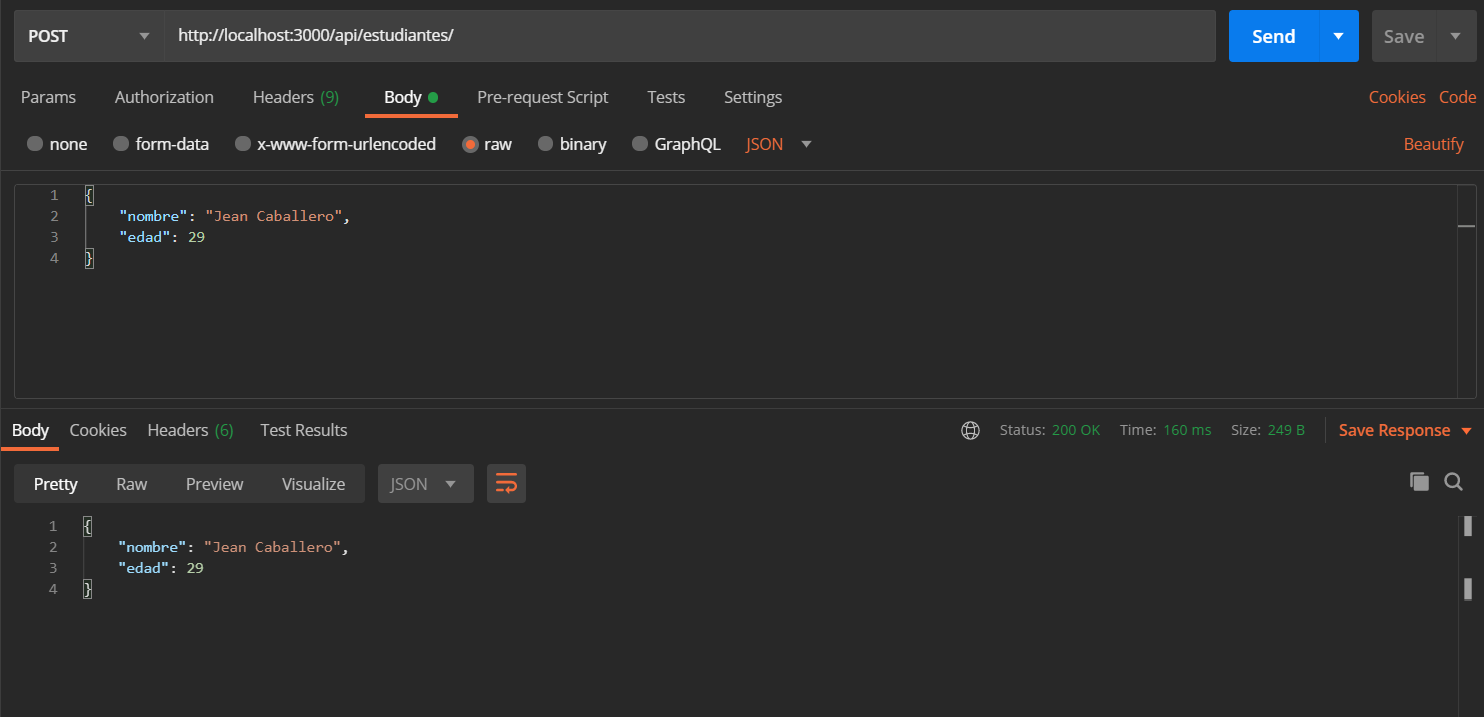 POST http://localhost:3000/api/estudiantes/ Send Save
Params Authorization Headers (9) Body Pre-request Script Tests Settings Cookies Code
none form-data x-www-form-urlencoded raw binary GraphQL JSON Beautify
1 {
2 "nombre": "Jean Caballero",
3 "edad": 29
4 }
Body Cookies Headers (6) Test Results Status: 200 OK Time: 160 ms Size: 249 B Save Response
Pretty Raw Preview Visualize JSON
1 {
2 "nombre": "Jean Caballero",
3 "edad": 29
4 }